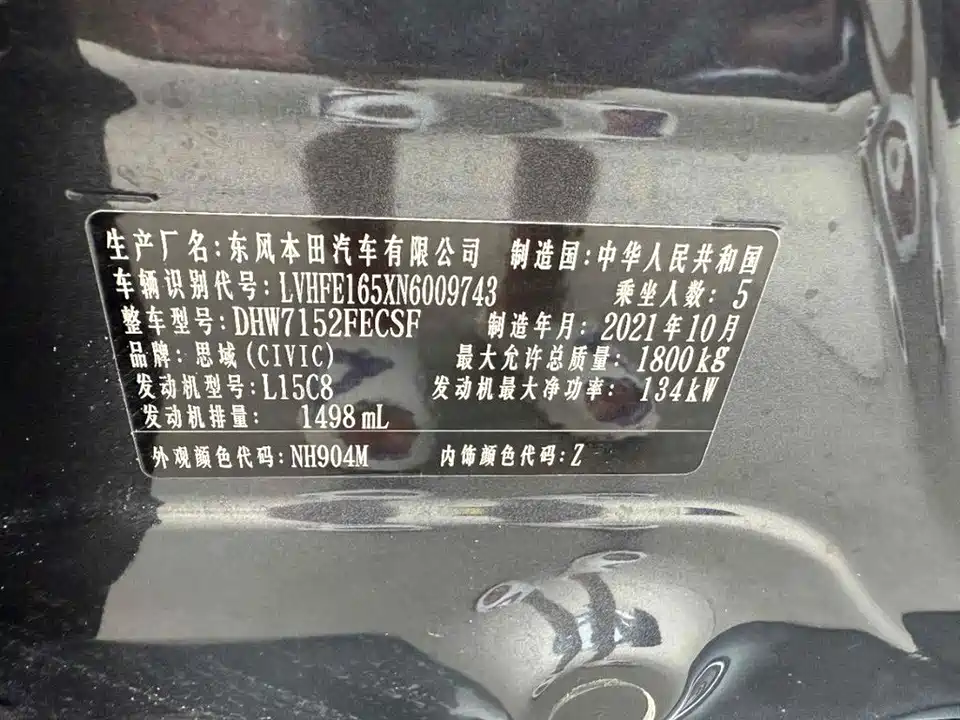 生产厂名:东风本田汽车有限公司 制造国:中华人民共和国
车辆识别代号:LVHFE165XN6009743 乘坐人数: 5
整车型号:DHW7152FECSF 制造年月: 2021年10月
品牌: 思域(CIVIC) 最大允许总质量: 1800kg
发动机型号:L15C8 发动机最大净功率: 134kW
发动机排量: 1498mL
外观颜色代码:NH904M 内饰颜色代码:Z